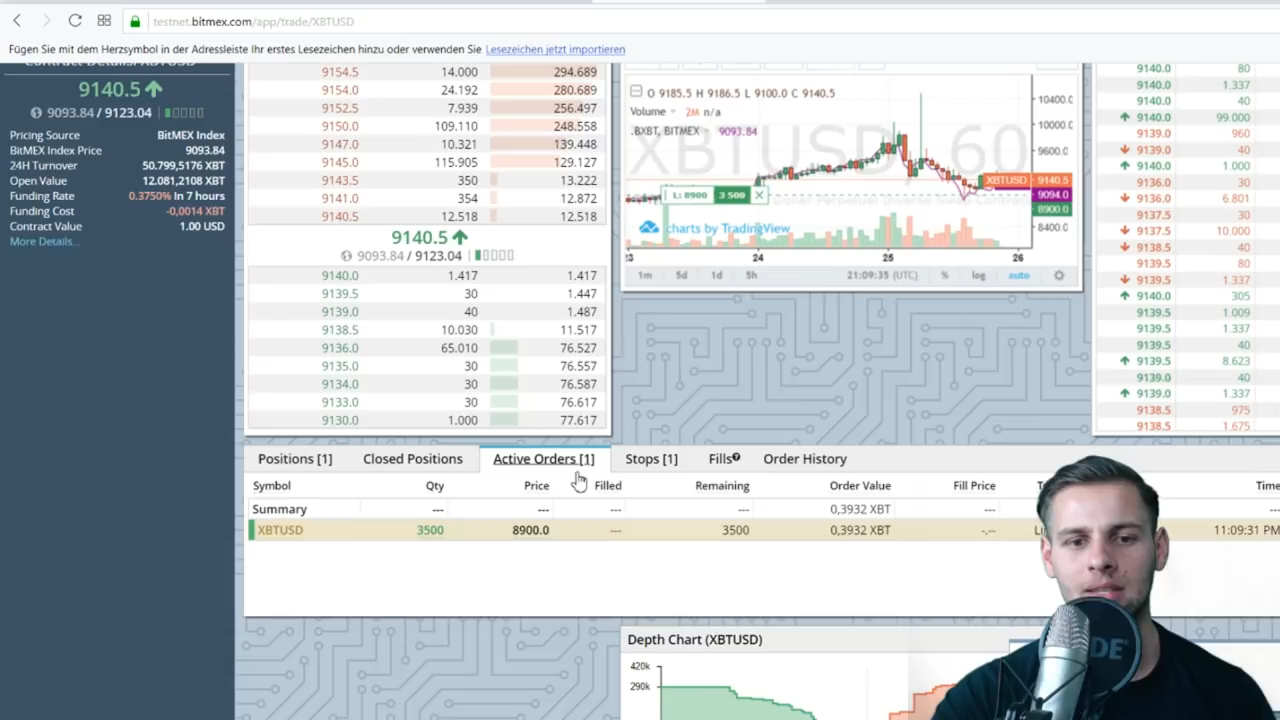 testnet.bitmex.com/app/trade/XBTUSD
Fügen Sie mit dem Herzsymbol in der Adressleiste Ihr erstes Lesezeichen hinzu oder verwenden Sie Lesezeichen jetzt importieren
9140.5
9093.84 / 9123.04
Pricing Source BitMEX Index
BitMEX Index Price 9093.84
24H Turnover 50.799,5176 XBT
Open Value 12.081,2108 XBT
Funding Rate 0.3750% in 7 hours
Funding Cost -0,0014 XBT
Contract Value 1.00 USD
More Details...
9154.5 14.000 294.689
9154.0 24.192 280.689
9152.5 7.939 256.497
9150.0 109.110 248.558
9147.0 10.321 139.448
9145.0 115.905 129.127
9143.5 350 13.222
9141.0 354 12.872
9140.5 12.518 12.518
9140.5
9093.84 / 9123.04
9140.0 1.417 1.417
9139.5 30 1.447
9139.0 40 1.487
9138.5 10.030 11.517
9136.0 65.010 76.527
9135.0 30 76.557
9134.0 30 76.587
9133.0 30 76.617
9130.0 1.000 77.617
O 9185.5 H 9186.5 L 9100.0 C 9140.5
Volume 2M n/a
.BXBT, BITMEX 9093.84
XBTUSD 60
10400.0
10000.0
9600.0
XBTUSD 9140.5
9094.0
L: 8900 3 500
8900.0
charts by TradingView
8400.0
24 25 26
1m 5d 1d 5h 21:09:35 (UTC) % log auto
9140.0 80
9140.0 1.337
9140.0 40
9140.0 99.000
9139.0 960
9139.0 40
9140.0 1.000
9136.0 30
9136.0 6.801
9137.5 30
9137.5 10.000
9138.5 40
9139.5 80
9139.5 1.337
9140.0 305
9139.5 1.009
9139.5 1.337
9139.5 40
9139.5 8.623
9139.0 40
9139.0 1.337
9138.5 975
9138.5 1.675
Positions [1] Closed Positions Active Orders [1] Stops [1] Fills Order History
Symbol Qty Price Filled Remaining Order Value Fill Price Time
Summary --- --- --- --- 0,3932 XBT ---
XBTUSD 3500 8900.0 --- 3500 0,3932 XBT -.-- 11:09:31 PM
Depth Chart (XBTUSD)
420k
290k